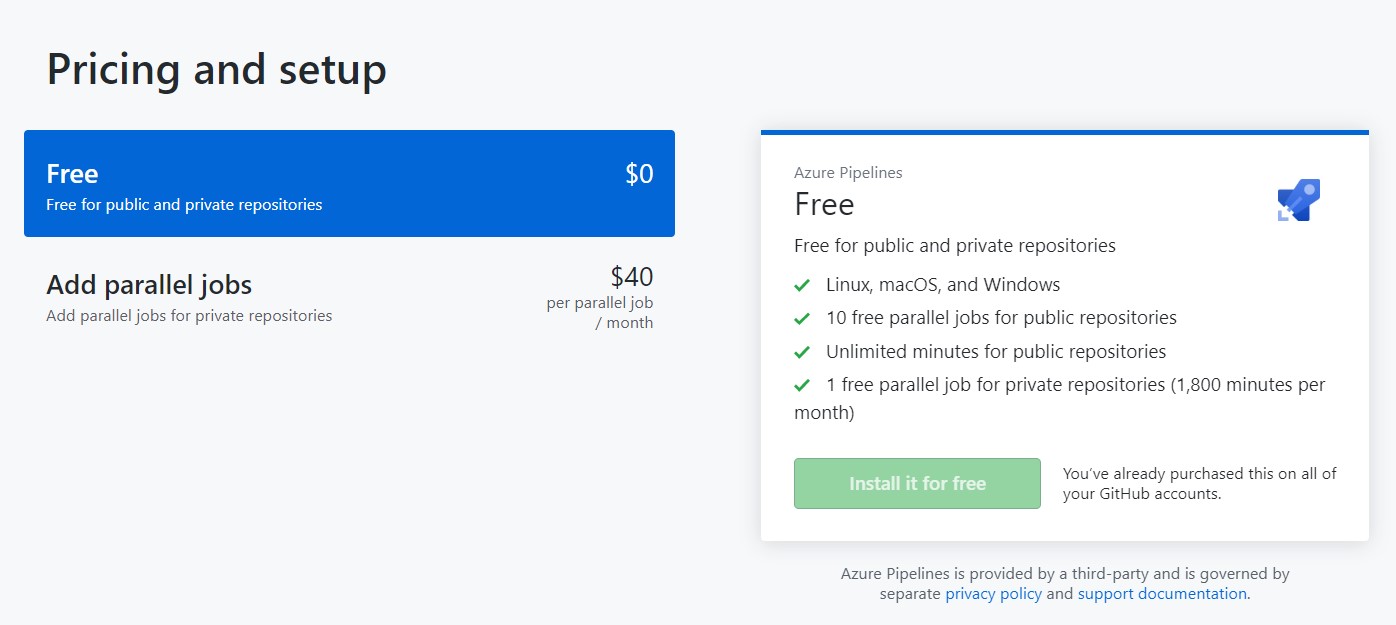 Pricing and setup
Free
$0
Free for public and private repositories
Add parallel jobs
$40
Add parallel jobs for private repositories
per parallel job
/ month
Azure Pipelines
Free
Free for public and private repositories
Linux, macOS, and Windows
10 free parallel jobs for public repositories
Unlimited minutes for public repositories
1 free parallel job for private repositories (1,800 minutes per
month)
Install it for free
You've already purchased this on all of
your GitHub accounts.
Azure Pipelines is provided by a third-party and is governed by
separate privacy policy and support documentation.